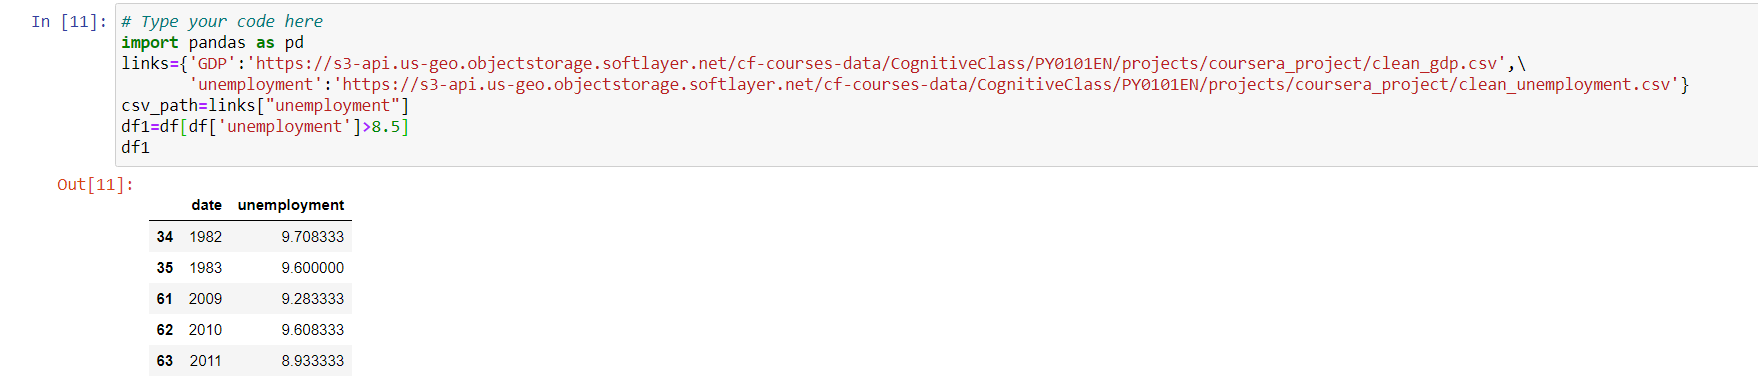 In [11]: # Type your code here
import pandas as pd
links={'GDP':'https://s3-api.us-geo.objectstorage.softlayer.net/cf-courses-data/CognitiveClass/PY0101EN/projects/coursera_project/clean_gdp.csv',\
       'unemployment':'https://s3-api.us-geo.objectstorage.softlayer.net/cf-courses-data/CognitiveClass/PY0101EN/projects/coursera_project/clean_unemployment.csv'}
csv_path=links["unemployment"]
df1=df[df['unemployment']>8.5]
df1
Out[11]:
date unemployment
34 1982 9.708333
35 1983 9.600000
61 2009 9.283333
62 2010 9.608333
63 2011 8.933333